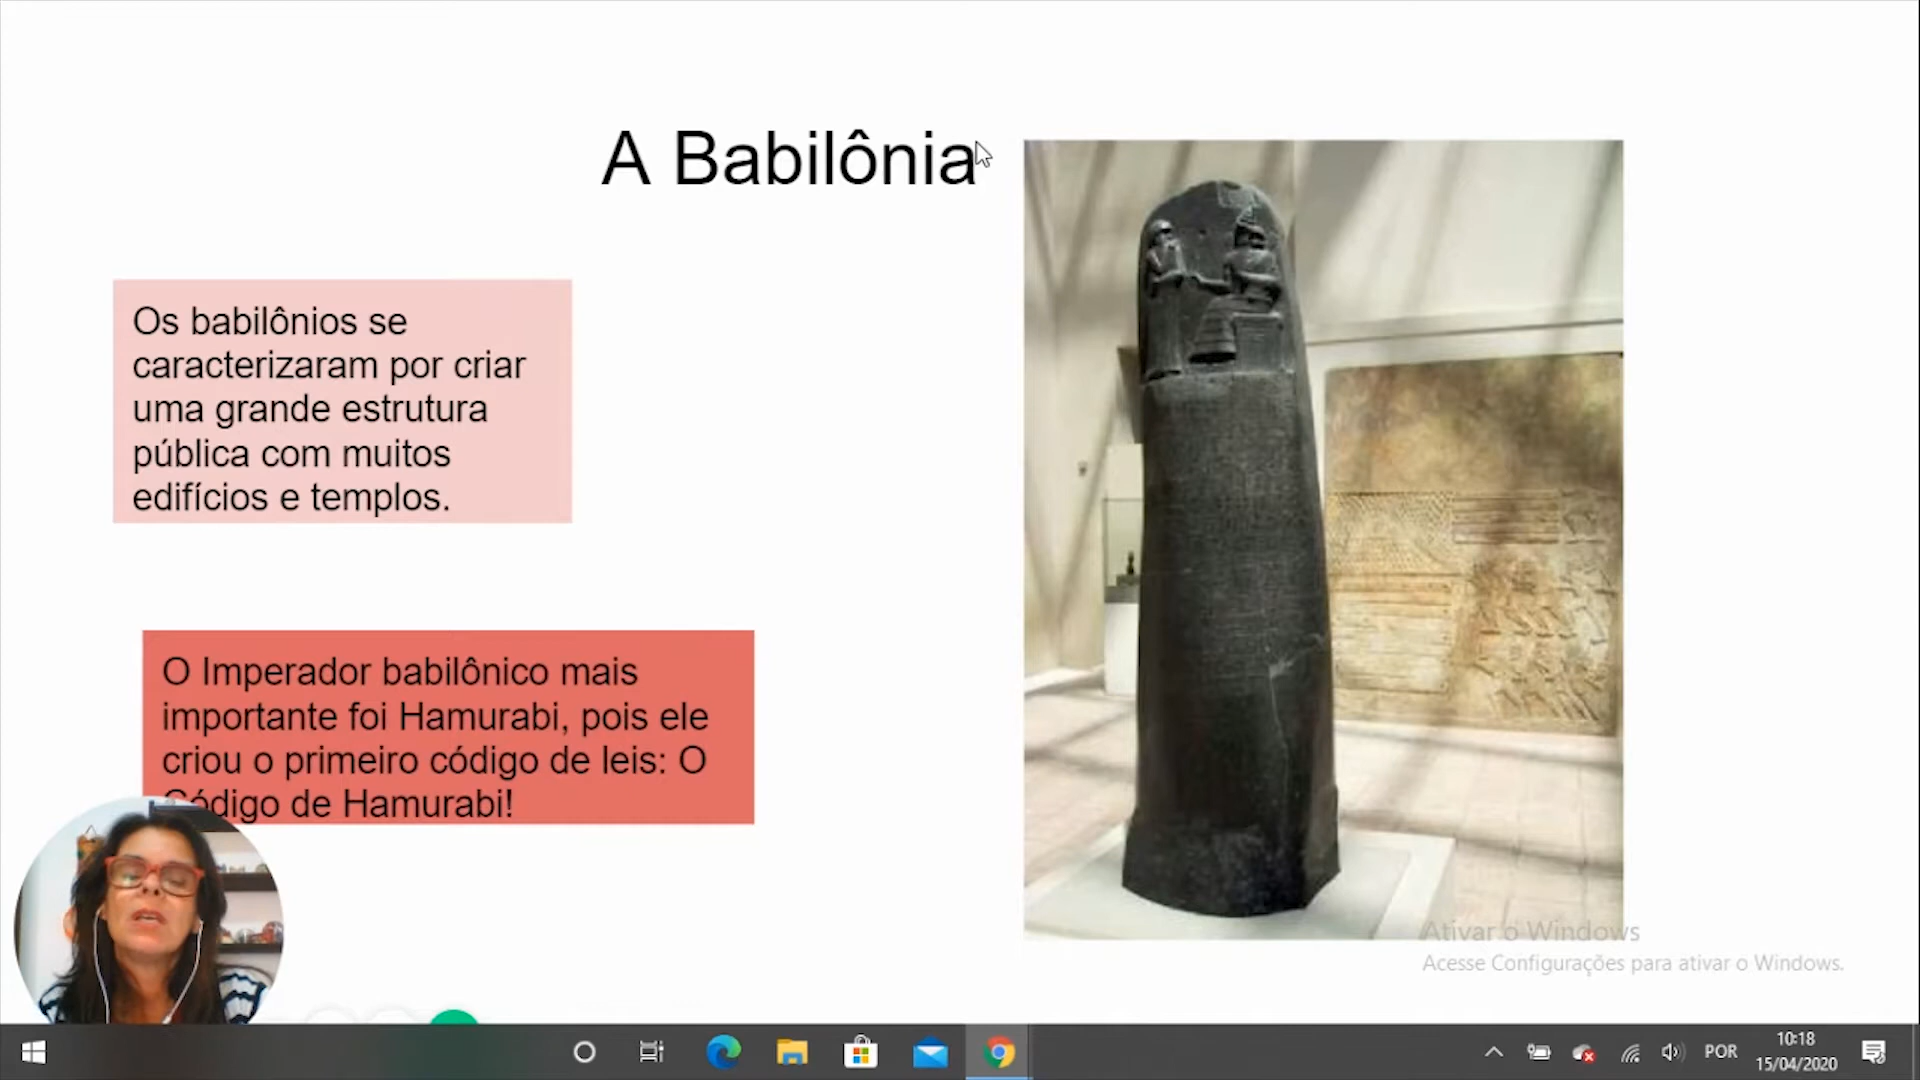 A Babilônia
Os babilônios se
caracterizaram por criar
uma grande estrutura
pública com muitos
edifícios e templos.
O Imperador babilônico mais
importante foi Hamurabi, pois ele
criou o primeiro código de leis: O
Código de Hamurabi!
Ativar o Windows
Acesse Configurações para ativar o Windows.
POR
10:18
15/04/2020